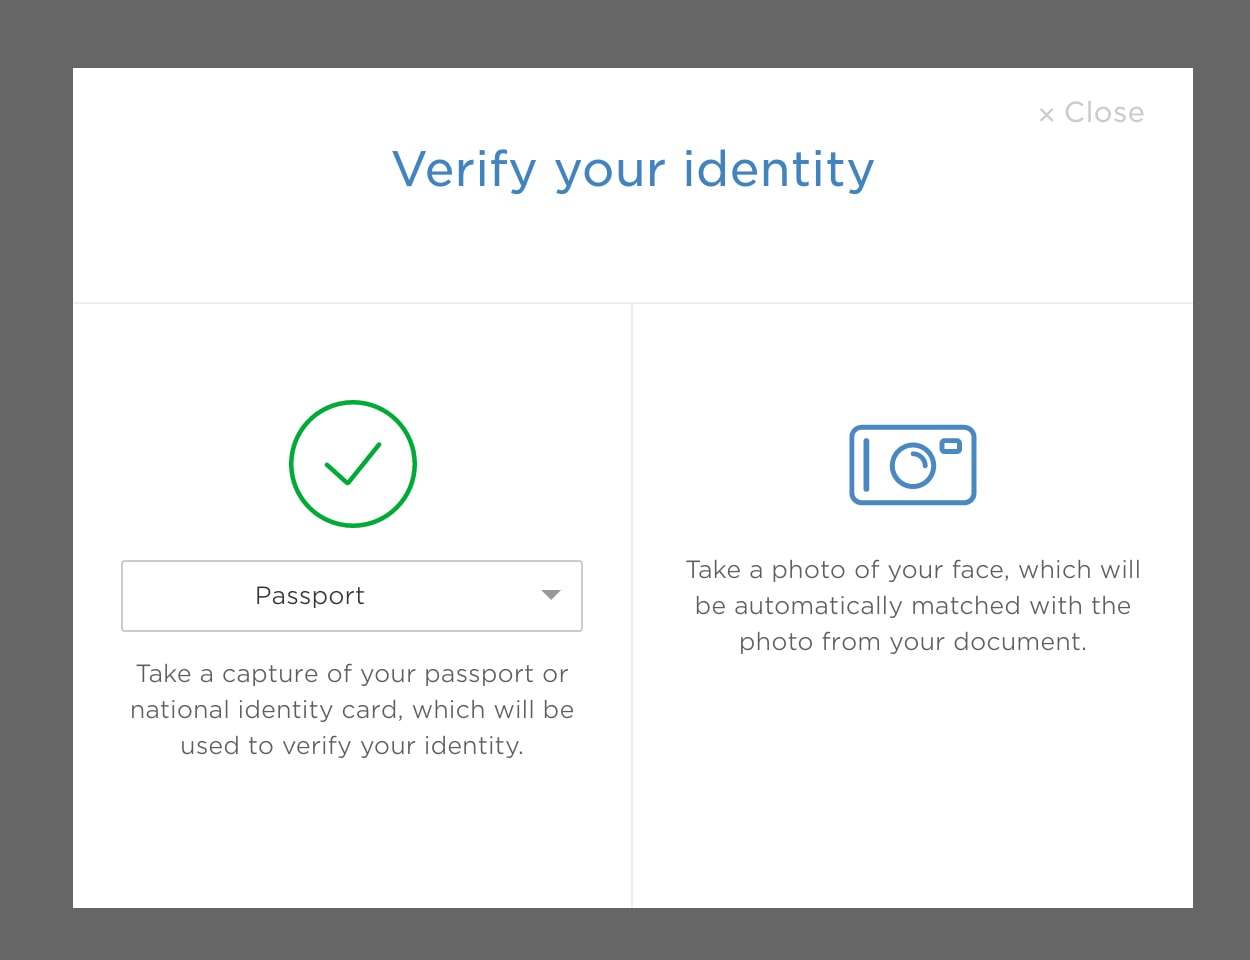 × Close
Verify your identity
Passport
Take a capture of your passport or
national identity card, which will be
used to verify your identity.
Take a photo of your face, which will
be automatically matched with the
photo from your document.